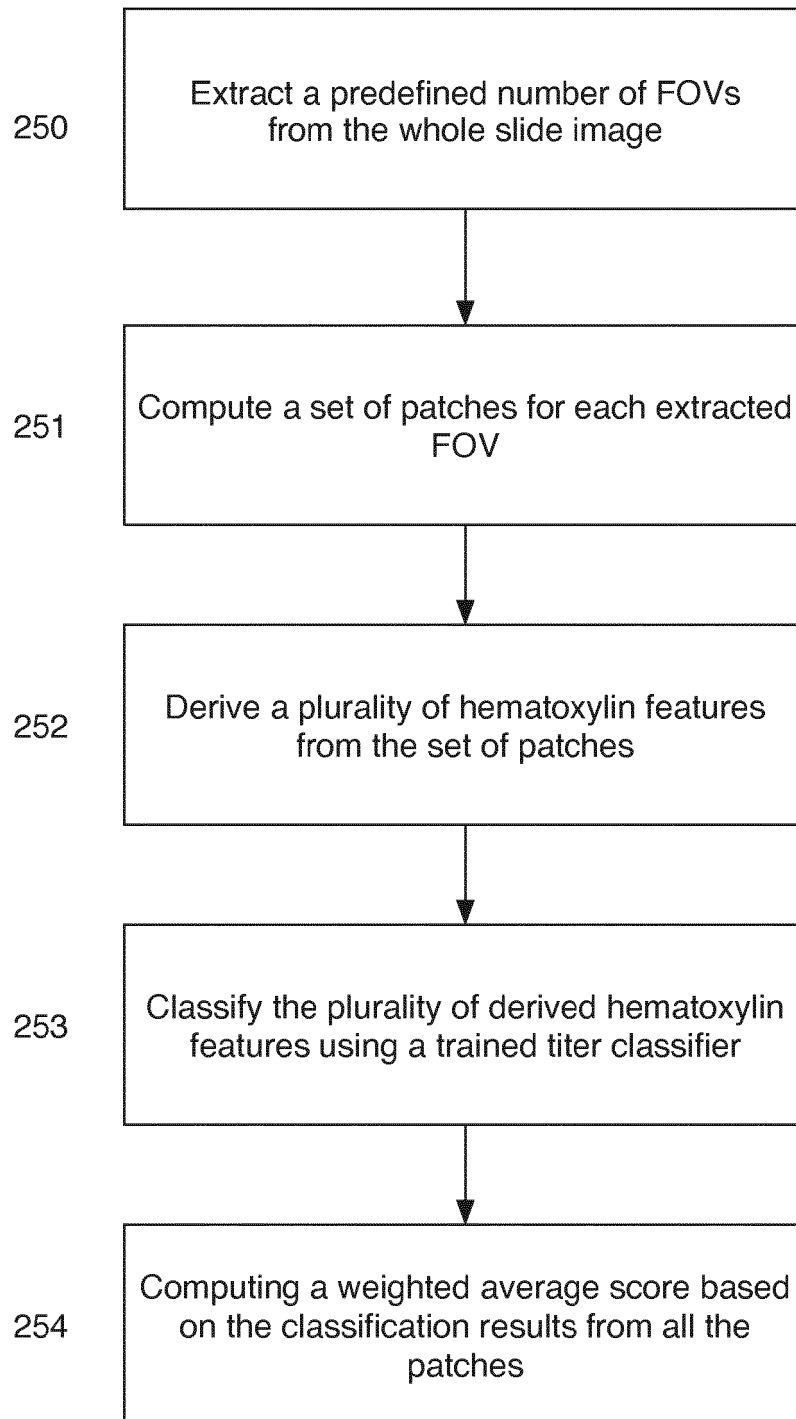 250
Extract a predefined number of FOVs
from the whole slide image
251
Compute a set of patches for each extracted
FOV
252
Derive a plurality of hematoxylin features
from the set of patches
253
Classify the plurality of derived hematoxylin
features using a trained titer classifier
254
Computing a weighted average score based
on the classification results from all the
patches